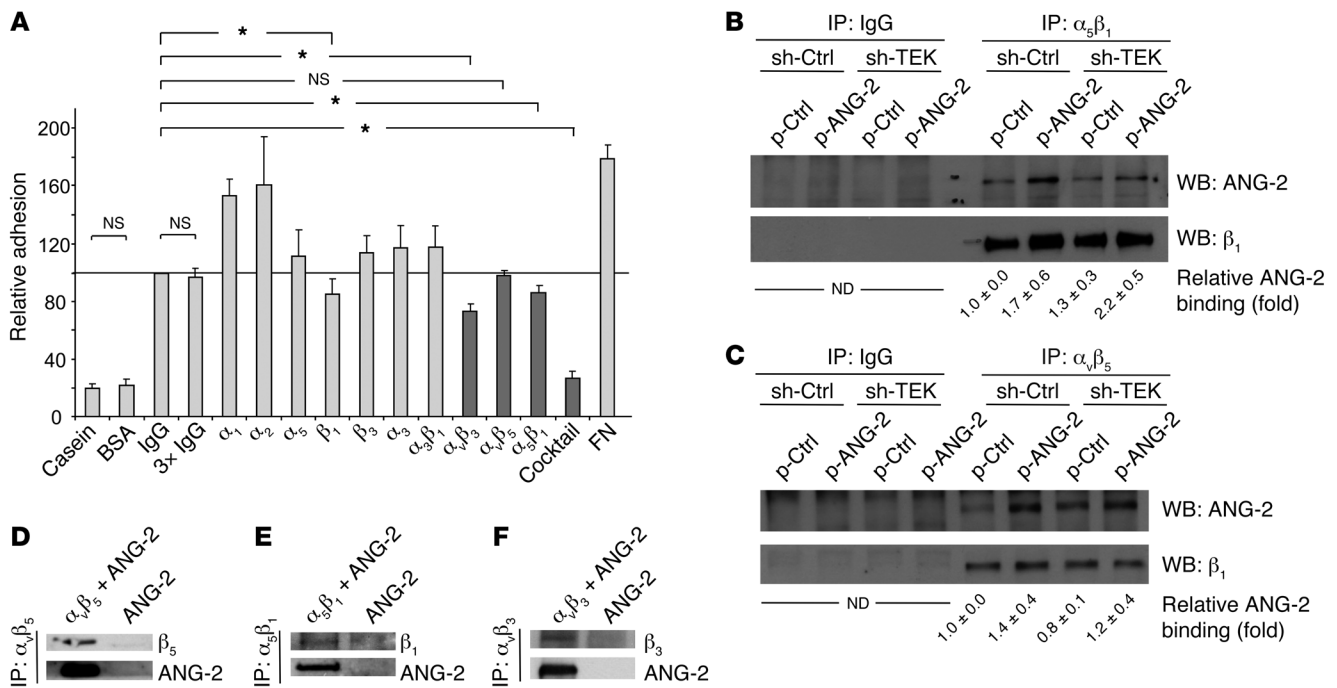 A
*
*
NS
*
*
NS
NS
Relative adhesion
200
160
120
80
40
20
0
Casein
BSA
IgG
3× IgG
α1
α2
α5
β1
β3
α3
α3β1
αvβ3
αvβ5
α5β1
Cocktail
FN
B
IP: IgG
IP: α5β1
sh-Ctrl
sh-TEK
sh-Ctrl
sh-TEK
p-Ctrl
p-ANG-2
p-Ctrl
p-ANG-2
p-Ctrl
p-ANG-2
p-Ctrl
p-ANG-2
WB: ANG-2
WB: β1
ND
1.0 ± 0.0
1.7 ± 0.6
1.3 ± 0.3
2.2 ± 0.5
Relative ANG-2
binding (fold)
C
IP: IgG
IP: αvβ5
sh-Ctrl
sh-TEK
sh-Ctrl
sh-TEK
p-Ctrl
p-ANG-2
p-Ctrl
p-ANG-2
p-Ctrl
p-ANG-2
p-Ctrl
p-ANG-2
WB: ANG-2
WB: β1
ND
1.0 ± 0.0
1.4 ± 0.4
0.8 ± 0.1
1.2 ± 0.4
Relative ANG-2
binding (fold)
D
IP: αvβ5
αvβ5 + ANG-2
ANG-2
β5
ANG-2
E
IP: α5β1
α5β1 + ANG-2
ANG-2
β1
ANG-2
F
IP: αvβ3
αvβ3 + ANG-2
ANG-2
β3
ANG-2